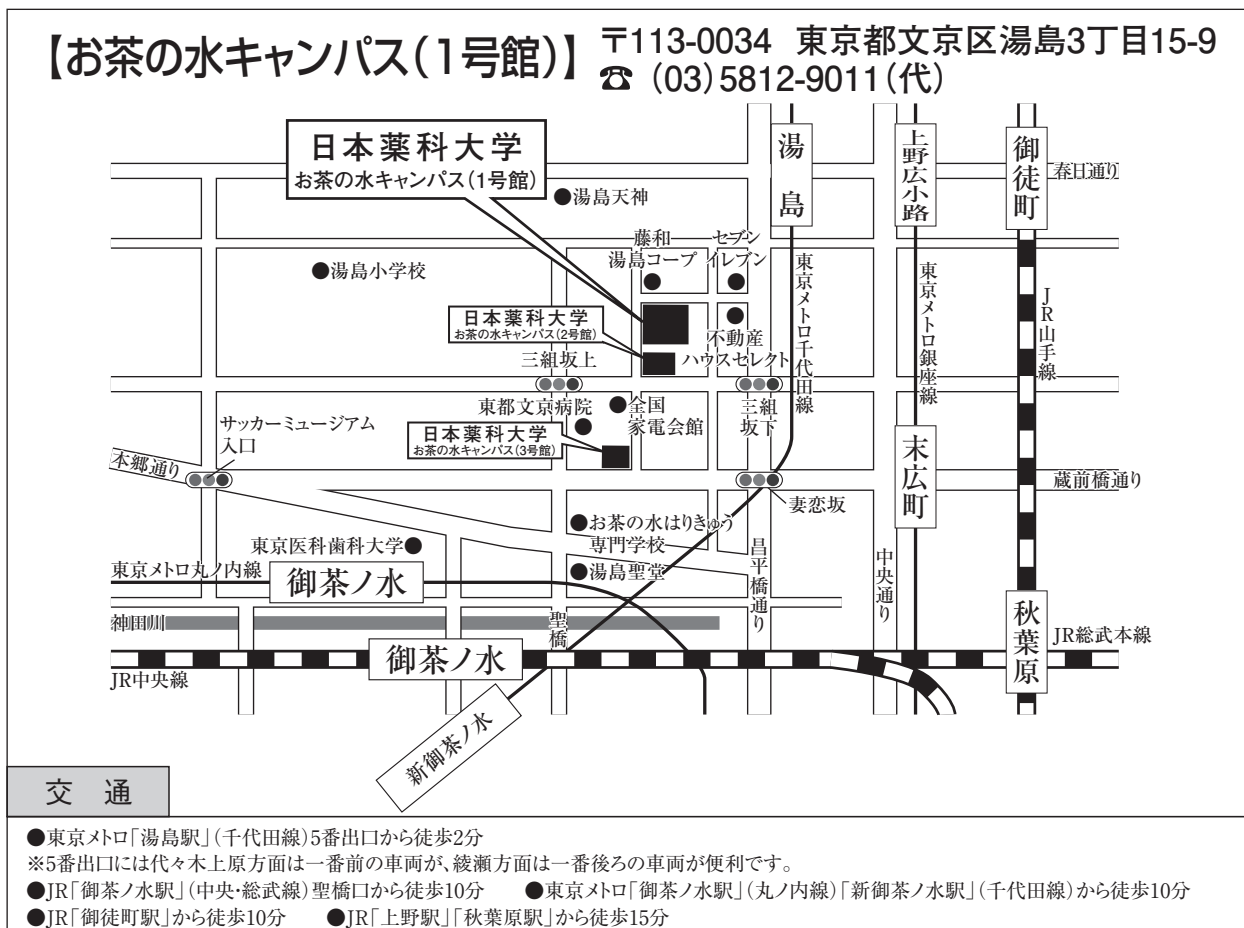 【お茶の水キャンパス(1号館)】
〒113-0034 東京都文京区湯島3丁目15-9
☎ (03)5812-9011(代)
日本薬科大学
お茶の水キャンパス(1号館)
湯島
上野広小路
御徒町
春日通り
●湯島天神
藤和
湯島コープ
セブン
イレブン
●湯島小学校
東京メトロ千代田線
東京メトロ銀座線
JR山手線
日本薬科大学
お茶の水キャンパス(2号館)
不動産
ハウスセレクト
三組坂上
東都文京病院
全国
家電会館
三組
坂下
サッカーミュージアム
入口
日本薬科大学
お茶の水キャンパス(3号館)
末広町
本郷通り
蔵前橋通り
妻恋坂
●お茶の水はりきゅう
専門学校
東京医科歯科大学●
●湯島聖堂
昌平橋通り
中央通り
東京メトロ丸ノ内線
御茶ノ水
神田川
聖橋
秋葉原
JR総武本線
御茶ノ水
JR中央線
新御茶ノ水
交通
●東京メトロ「湯島駅」(千代田線)5番出口から徒歩2分
※5番出口には代々木上原方面は一番前の車両が、綾瀬方面は一番後ろの車両が便利です。
●JR「御茶ノ水駅」(中央・総武線)聖橋口から徒歩10分 ●東京メトロ「御茶ノ水駅」(丸ノ内線)「新御茶ノ水駅」(千代田線)から徒歩10分
●JR「御徒町駅」から徒歩10分 ●JR「上野駅」「秋葉原駅」から徒歩15分